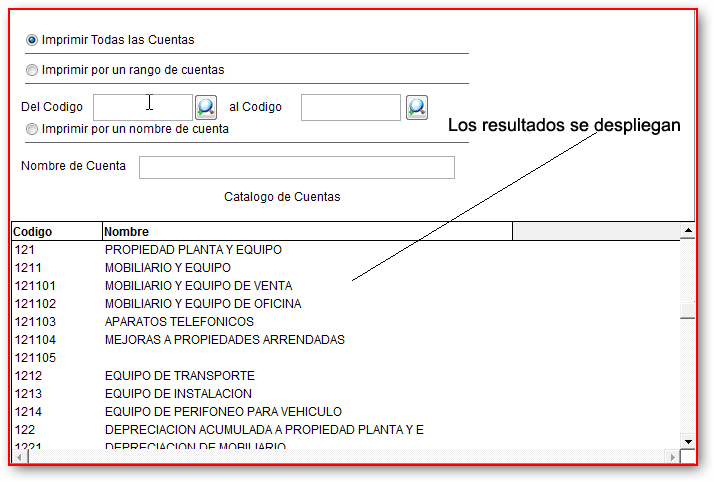 Imprimir Todas las Cuentas
Imprimir por un rango de cuentas
Del Codigo al Codigo
Imprimir por un nombre de cuenta
Los resultados se despliegan
Nombre de Cuenta
Catalogo de Cuentas
Codigo Nombre
121 PROPIEDAD PLANTA Y EQUIPO
1211 MOBILIARIO Y EQUIPO
121101 MOBILIARIO Y EQUIPO DE VENTA
121102 MOBILIARIO Y EQUIPO DE OFICINA
121103 APARATOS TELEFONICOS
121104 MEJORAS A PROPIEDADES ARRENDADAS
121105
1212 EQUIPO DE TRANSPORTE
1213 EQUIPO DE INSTALACION
1214 EQUIPO DE PERIFONEO PARA VEHICULO
122 DEPRECIACION ACUMULADA A PROPIEDAD PLANTA Y E
1221 DEPRECIACION DE MOBILIARIO